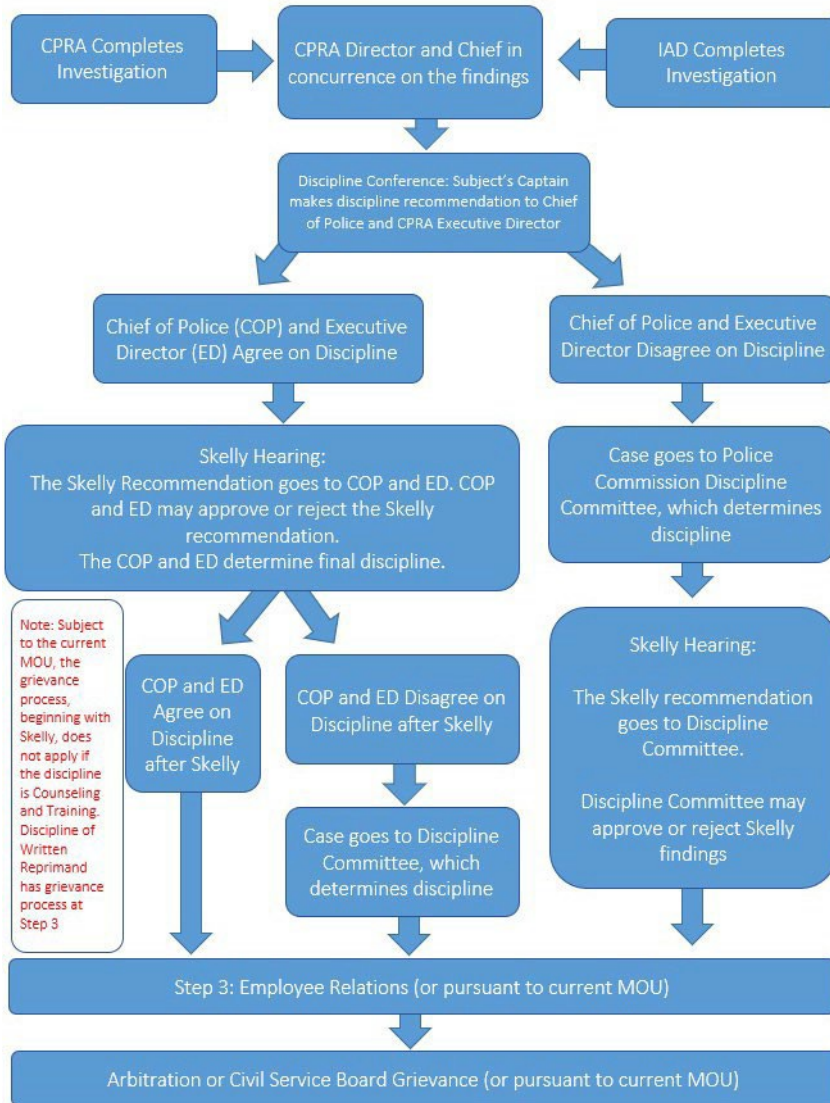 CPRA Completes
Investigation
CPRA Director and Chief in
concurrence on the findings
IAD Completes
Investigation
Discipline Conference: Subject's Captain
makes discipline recommendation to Chief
of Police and CPRA Executive Director
Chief of Police (COP) and Executive
Director (ED) Agree on Discipline
Chief of Police and Executive
Director Disagree on Discipline
Skelly Hearing:
The Skelly Recommendation goes to COP and ED. COP
and ED may approve or reject the Skelly
recommendation.
The COP and ED determine final discipline.
Case goes to Police
Commission Discipline
Committee, which determines
discipline
Note: Subject
to the current
MOU, the
grievance
process,
beginning with
Skelly, does
not apply if
the discipline
is Counseling
and Training.
Discipline of
Written
Reprimand
has grievance
process at
Step 3
COP and ED
Agree on
Discipline
after Skelly
COP and ED Disagree on
Discipline after Skelly
Case goes to Discipline
Committee, which
determines discipline
Skelly Hearing:
The Skelly recommendation
goes to Discipline
Committee.
Discipline Committee may
approve or reject Skelly
findings
Step 3: Employee Relations (or pursuant to current MOU)
Arbitration or Civil Service Board Grievance (or pursuant to current MOU)